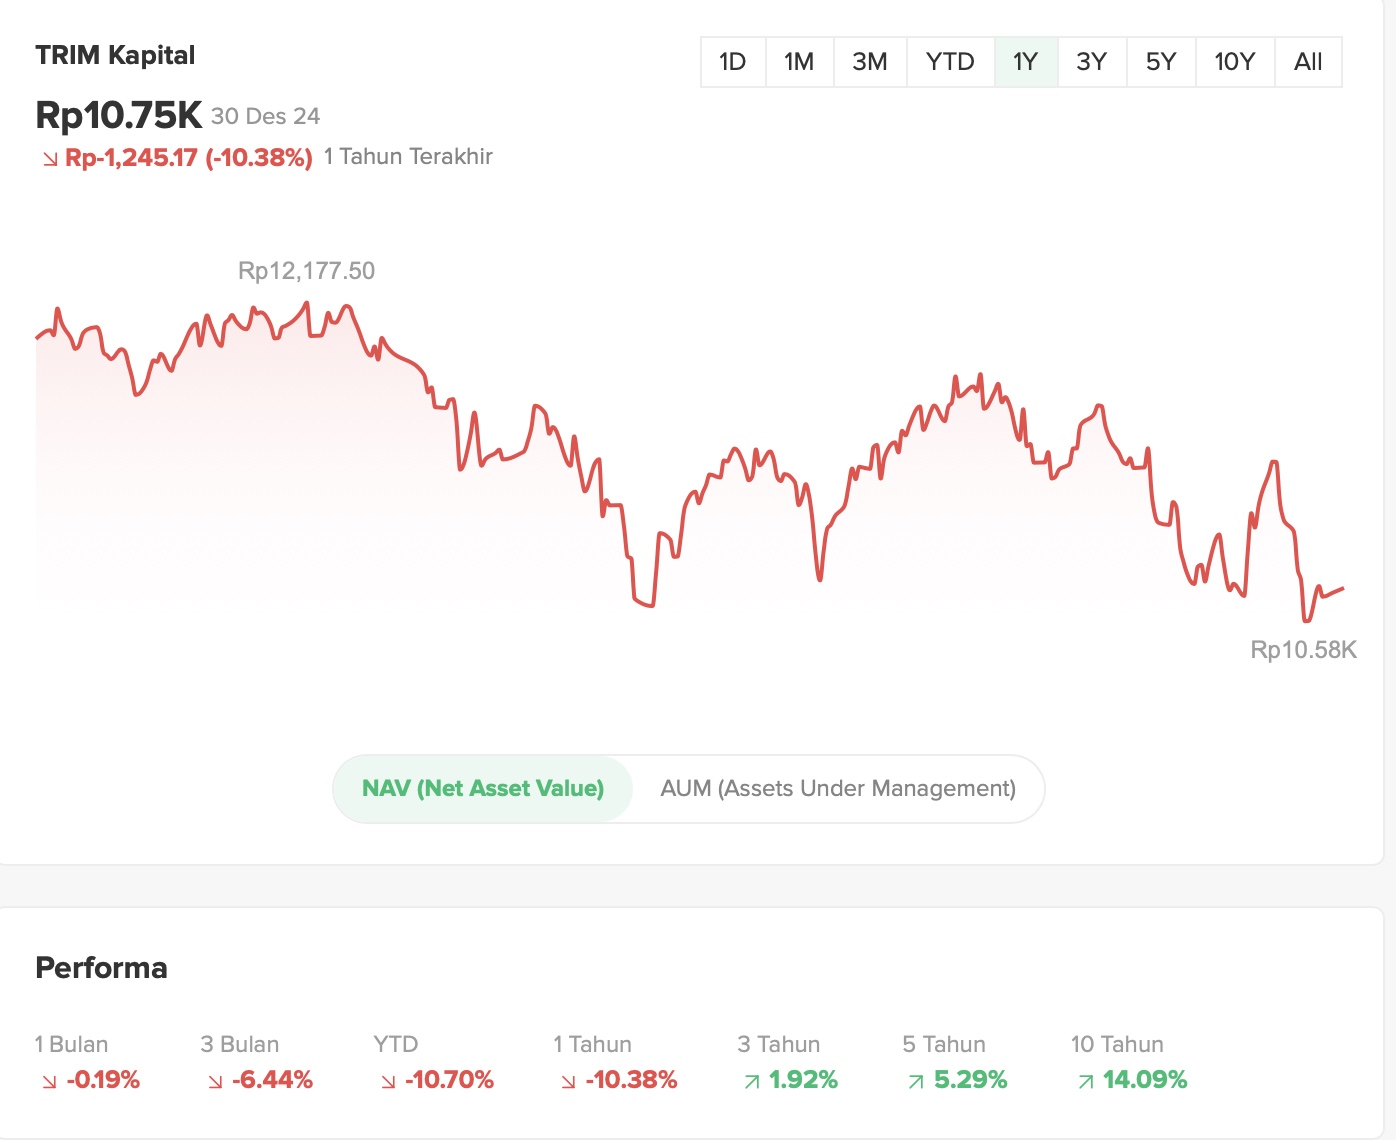 TRIM Kapital
1D 1M 3M YTD 1Y 3Y 5Y 10Y All
Rp10.75K 30 Des 24
Rp-1,245.17 (-10.38%) 1 Tahun Terakhir
Rp12,177.50
Rp10.58K
NAV (Net Asset Value) AUM (Assets Under Management)
Performa
1 Bulan 3 Bulan YTD 1 Tahun 3 Tahun 5 Tahun 10 Tahun
-0.19% -6.44% -10.70% -10.38% 1.92% 5.29% 14.09%